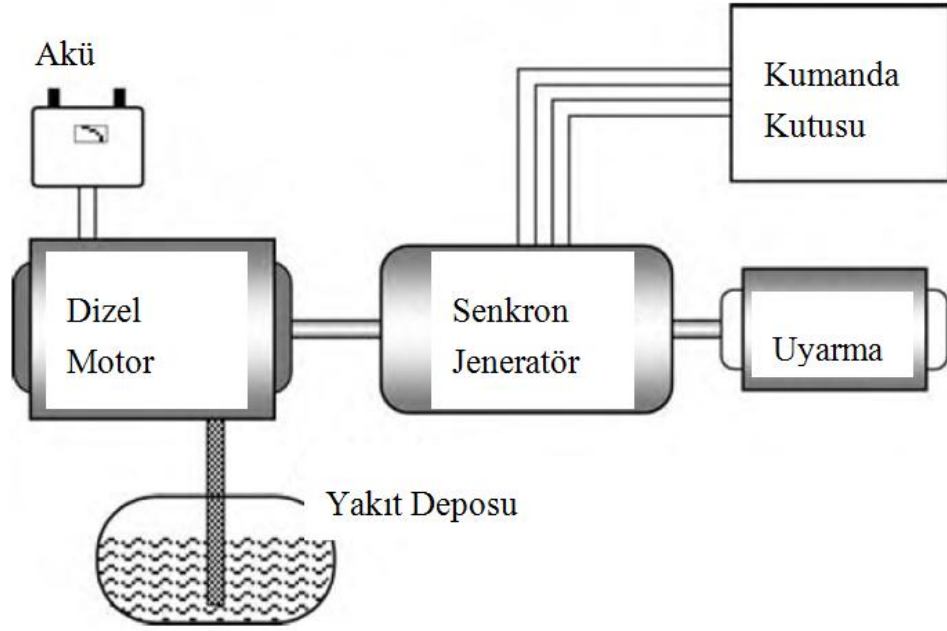 Akü
Kumanda
Kutusu
Dizel
Motor
Senkron
Jeneratör
Uyarma
Yakıt Deposu